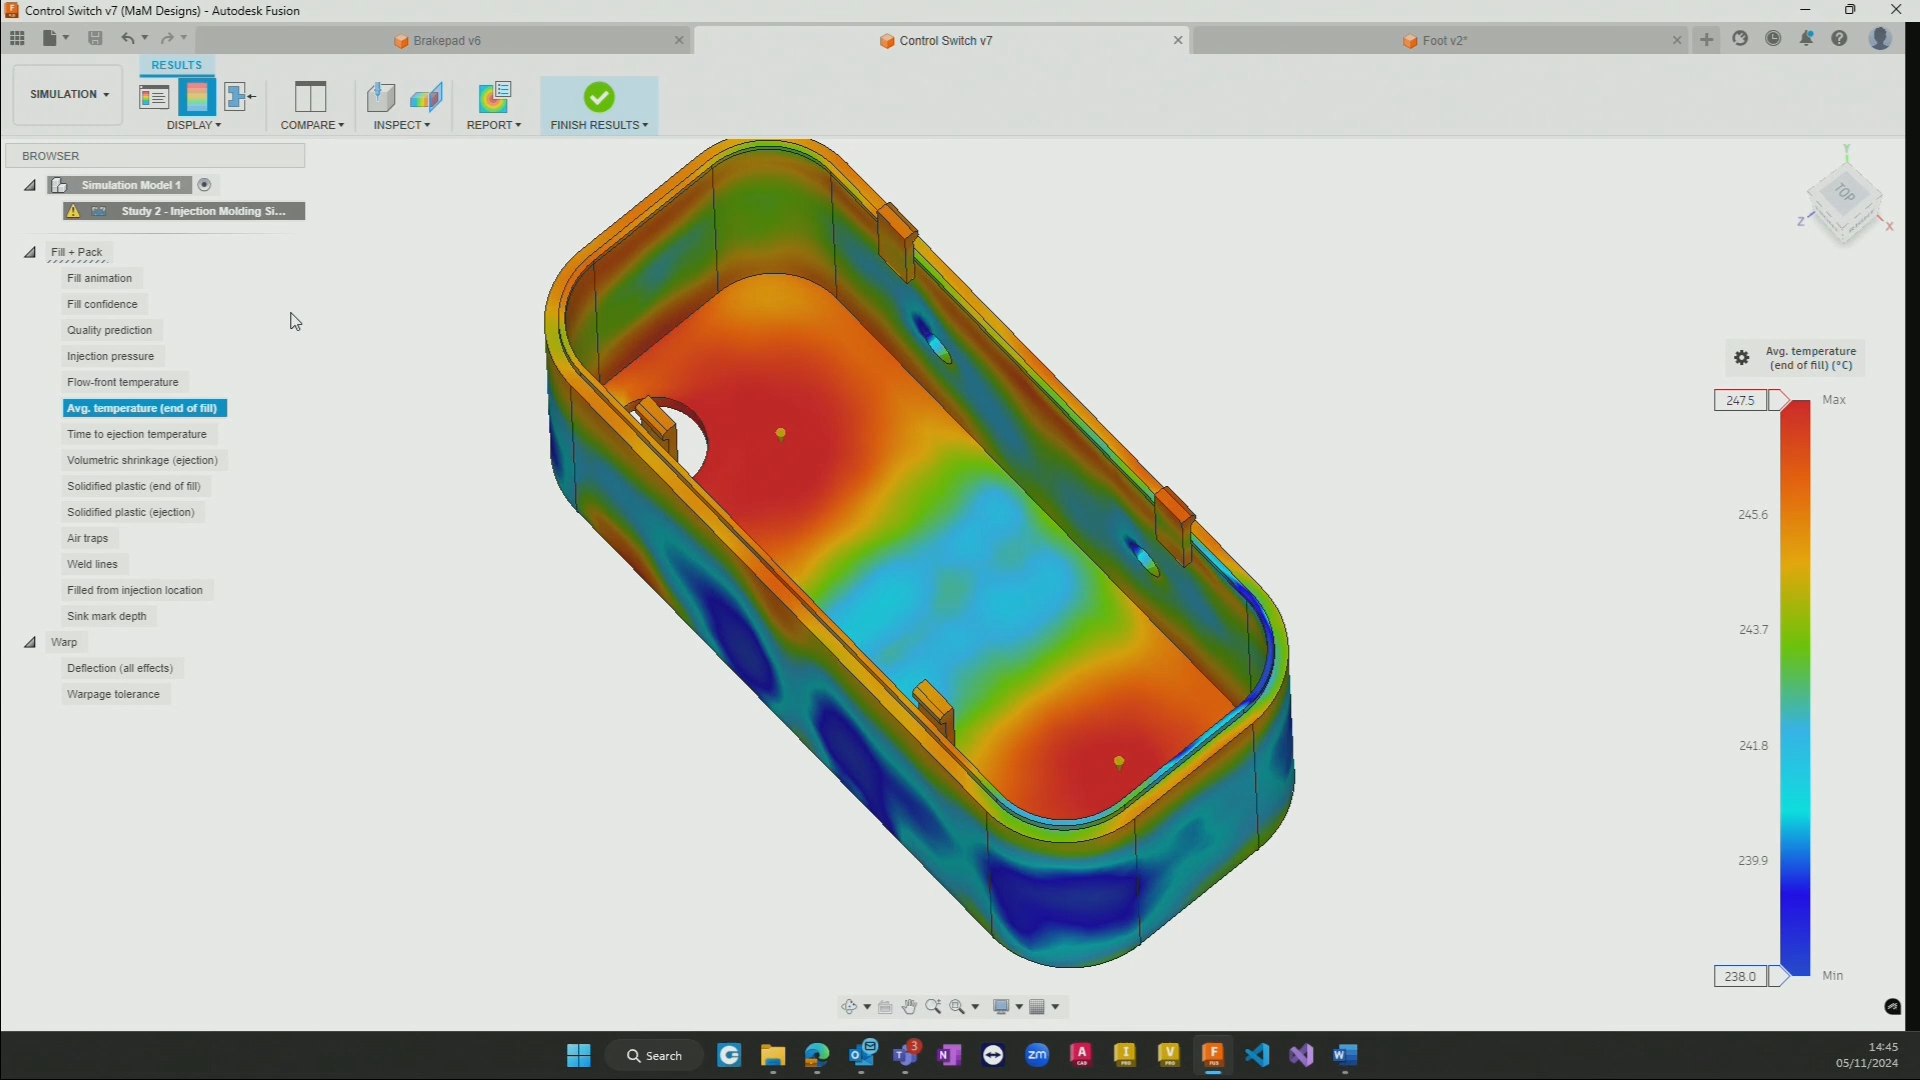 Control Switch v7 (MaM Designs) - Autodesk Fusion
Brakepad v6
Control Switch v7
Foot v2*
SIMULATION
RESULTS
DISPLAY
COMPARE
INSPECT
REPORT
FINISH RESULTS
BROWSER
Simulation Model 1
Study 2 - Injection Molding Si...
Fill + Pack
Fill animation
Fill confidence
Quality prediction
Injection pressure
Flow-front temperature
Avg. temperature (end of fill)
Time to ejection temperature
Volumetric shrinkage (ejection)
Solidified plastic (end of fill)
Solidified plastic (ejection)
Air traps
Weld lines
Filled from injection location
Sink mark depth
Warp
Deflection (all effects)
Warpage tolerance
Y
TOP
Z
X
Avg. temperature
(end of fill) (°C)
247.5 Max
245.6
243.7
241.8
239.9
238.0 Min
Search
3
zm
14:45
05/11/2024